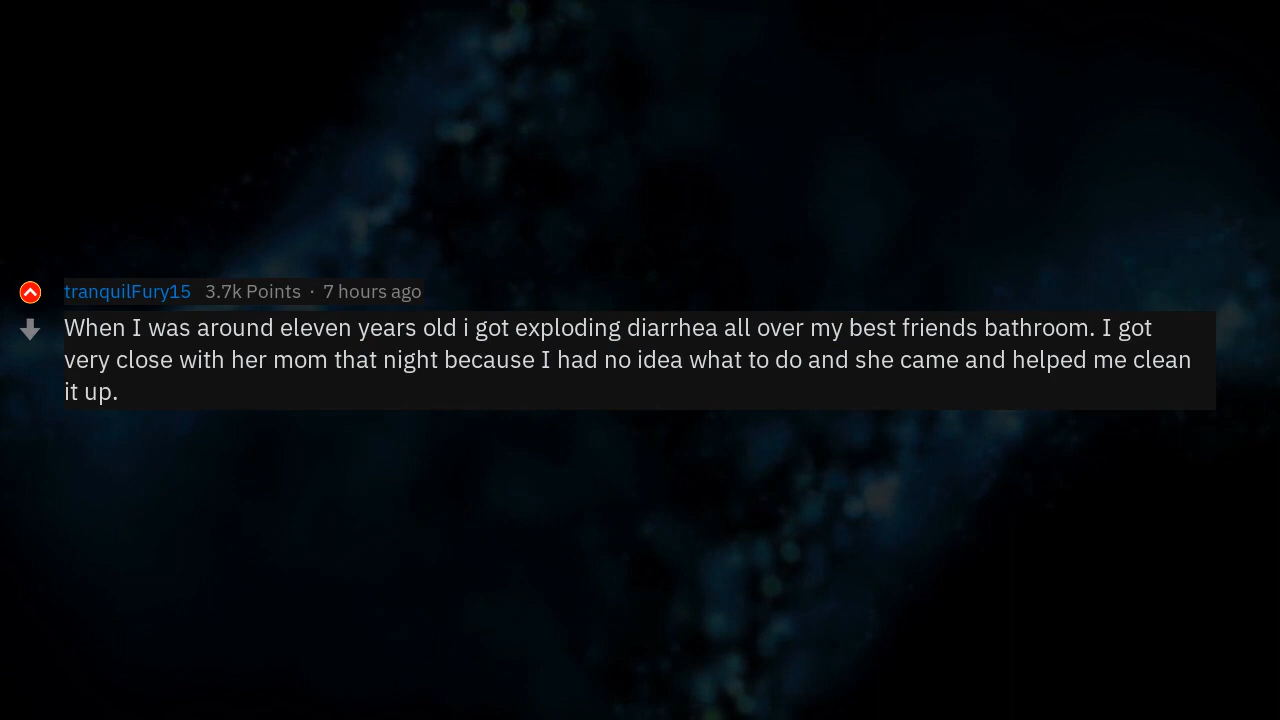 tranquilFury15 3.7k Points · 7 hours ago
When I was around eleven years old i got exploding diarrhea all over my best friends bathroom. I got
very close with her mom that night because I had no idea what to do and she came and helped me clean
it up.